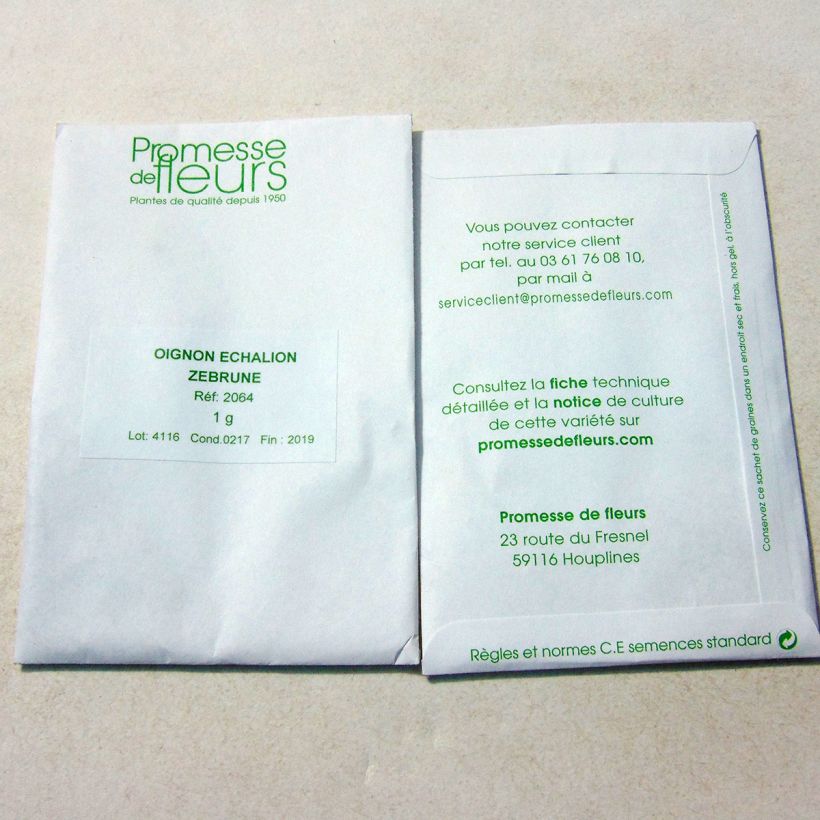 Promesse
de fleurs
Plantes de qualité depuis 1950
OIGNON ECHALION
ZEBRUNE
Réf: 2064
1 g
Lot: 4116 Cond.0217 Fin : 2019
Vous pouvez contacter
notre service client
par tel. au 03 61 76 08 10,
par mail à
serviceclient@promessedefleurs.com
Consultez la fiche technique
détaillée et la notice de culture
de cette variété sur
promessedefleurs.com
Promesse de fleurs
23 route du Fresnel
59116 Houplines
Conservez ce sachet de graines dans un endroit sec et frais, hors gel, à l'obscurité
Règles et normes C.E semences standard